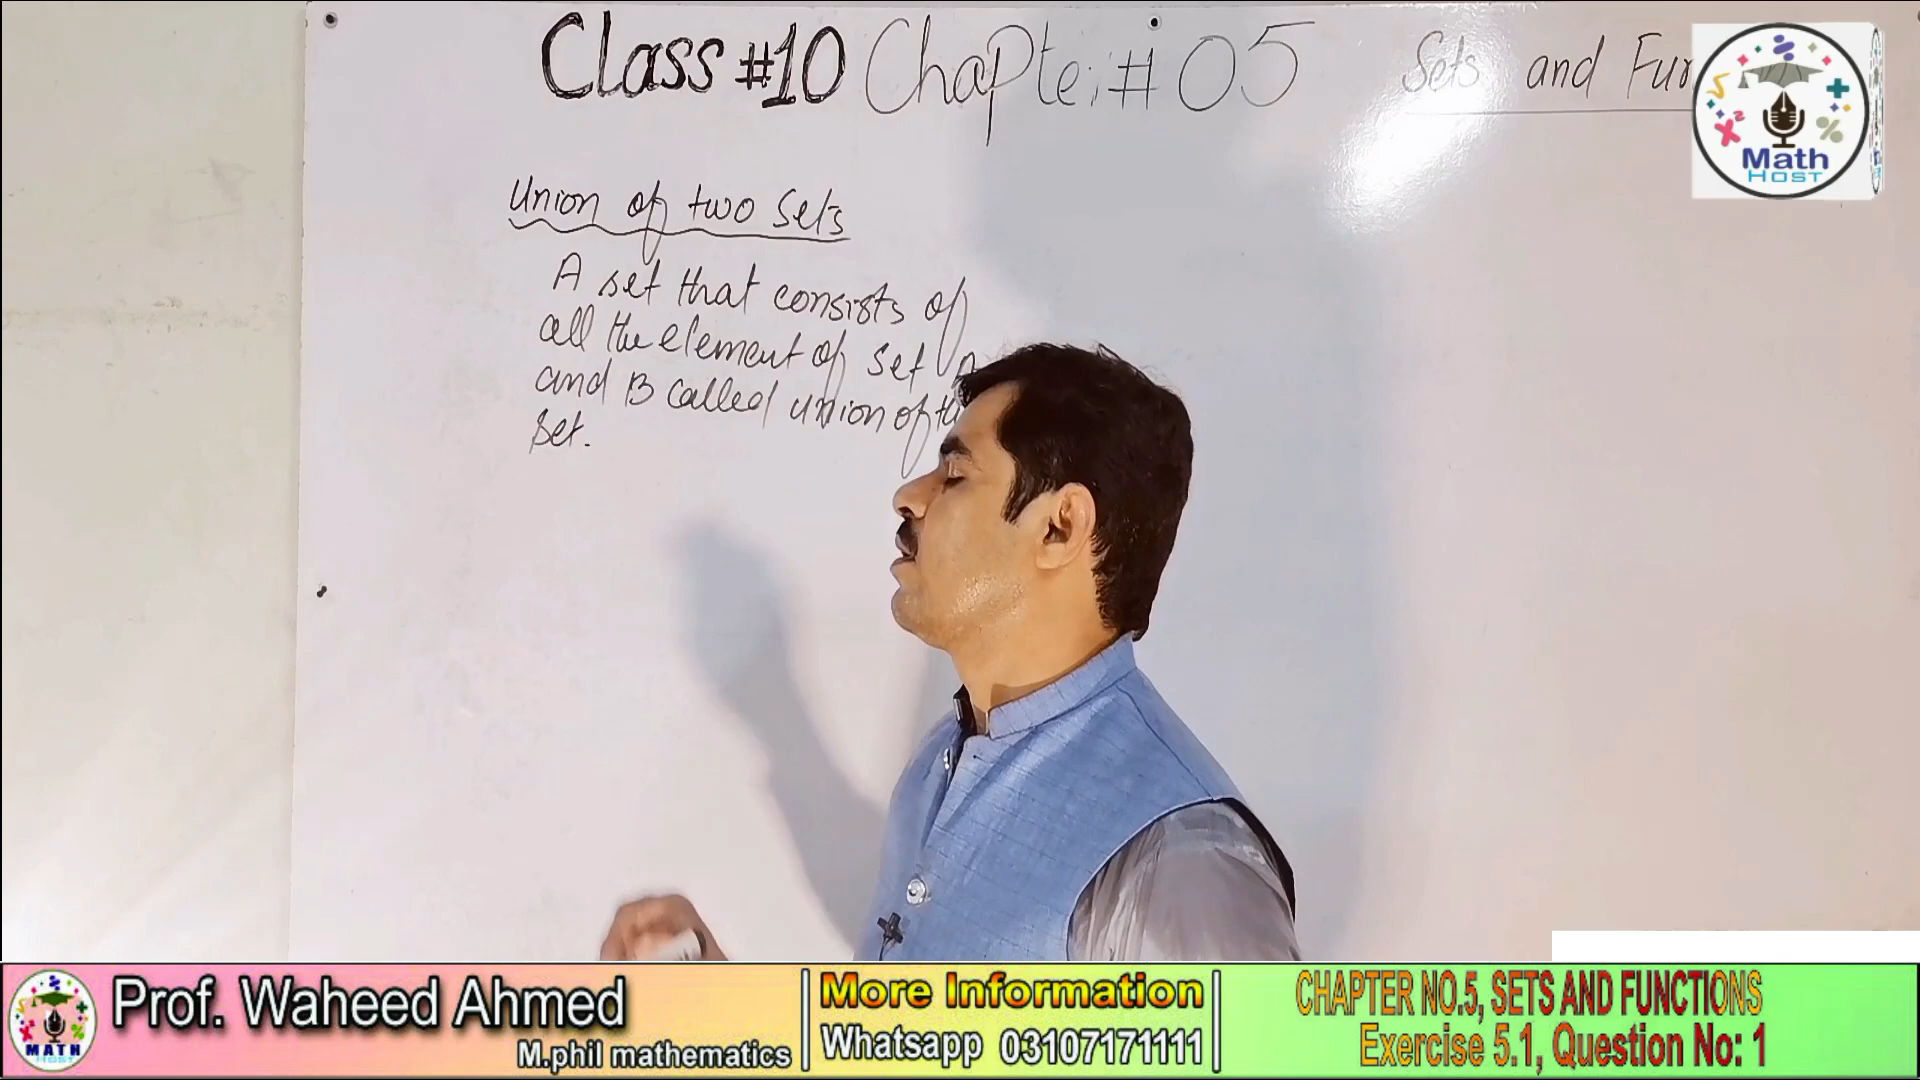 Class #10 Chapter # 05 Sets and Fun
Math
HOST
Union of two sets
A set that consists of
all the element of set A
and B called union of th
set.
Prof. Waheed Ahmed
M.phil mathematics
More Information
Whatsapp 03107171111
CHAPTER NO.5, SETS AND FUNCTIONS
Exercise 5.1, Question No: 1
MATH
HOST